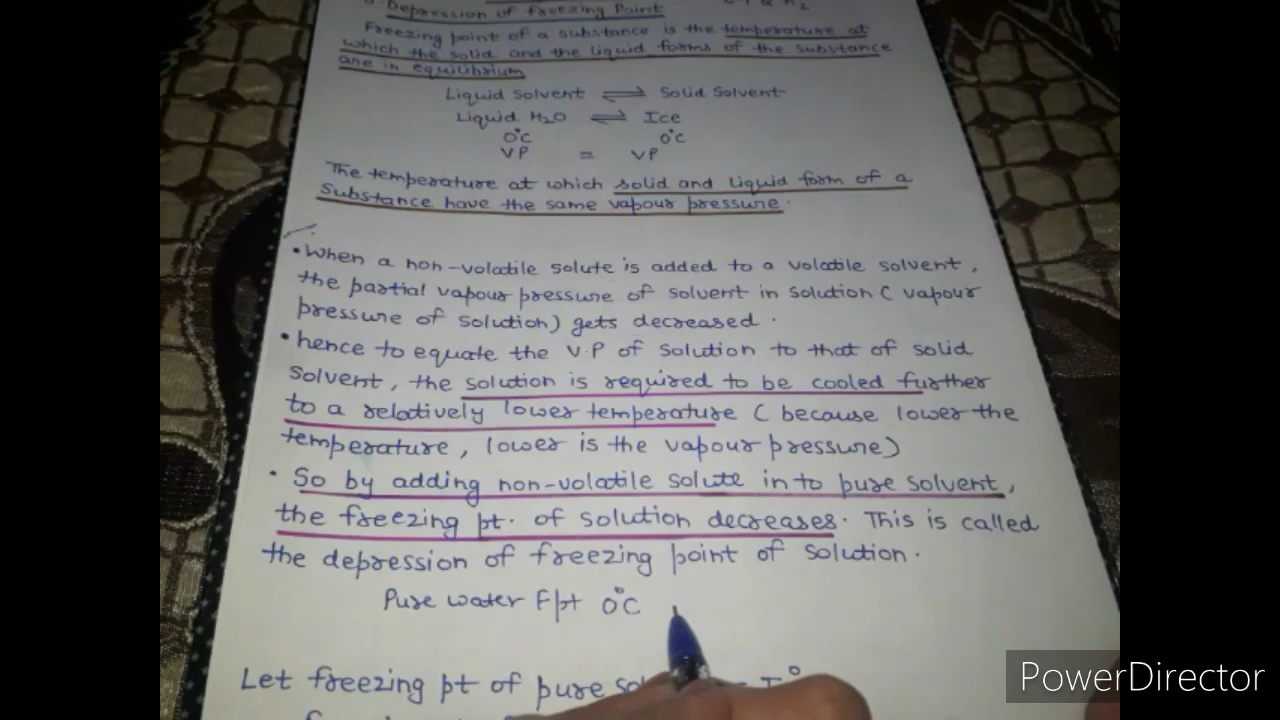 Depression of Freezing Point
Freezing point of a substance is the temperature at
which the solid and the liquid forms of the substance
are in equilibrium
Liquid solvent ⇌ Solid Solvent
Liquid H2O ⇌ Ice
0°C 0°C
VP = VP
The temperature at which solid and liquid form of a
substance have the same vapour pressure.
• When a non-volatile solute is added to a volatile solvent,
the partial vapour pressure of solvent in solution ( vapour
pressure of solution) gets decreased.
• hence to equate the V.P of solution to that of solid
solvent, the solution is required to be cooled further
to a relatively lower temperature ( because lower the
temperature, lower is the vapour pressure)
• So by adding non-volatile solute in to pure solvent,
the freezing pt. of solution decreases. This is called
the depression of freezing point of solution.
Pure water F/pt 0°C
Let freezing pt of pure
PowerDirector